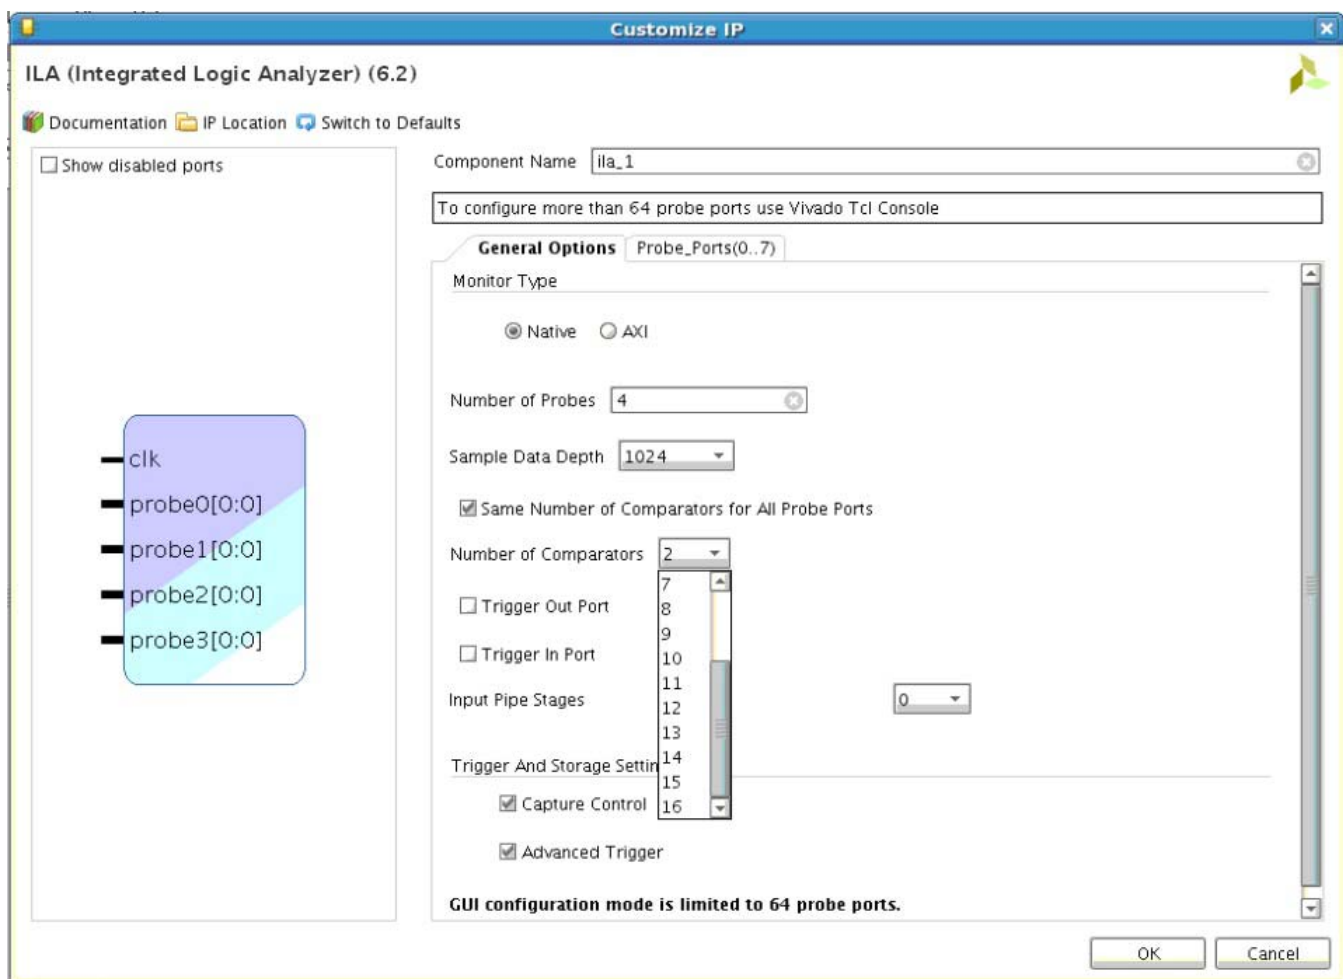 Customize IP
ILA (Integrated Logic Analyzer) (6.2)
Documentation IP Location Switch to Defaults
Show disabled ports
clk
probe0[0:0]
probe1[0:0]
probe2[0:0]
probe3[0:0]
Component Name ila_1
To configure more than 64 probe ports use Vivado Tcl Console
General Options Probe_Ports(0..7)
Monitor Type
Native AXI
Number of Probes 4
Sample Data Depth 1024
Same Number of Comparators for All Probe Ports
Number of Comparators 2
7
8
9
10
11
12
13
14
15
16
Trigger Out Port
Trigger In Port
Input Pipe Stages 0
Trigger And Storage Settin
Capture Control
Advanced Trigger
GUI configuration mode is limited to 64 probe ports.
OK Cancel